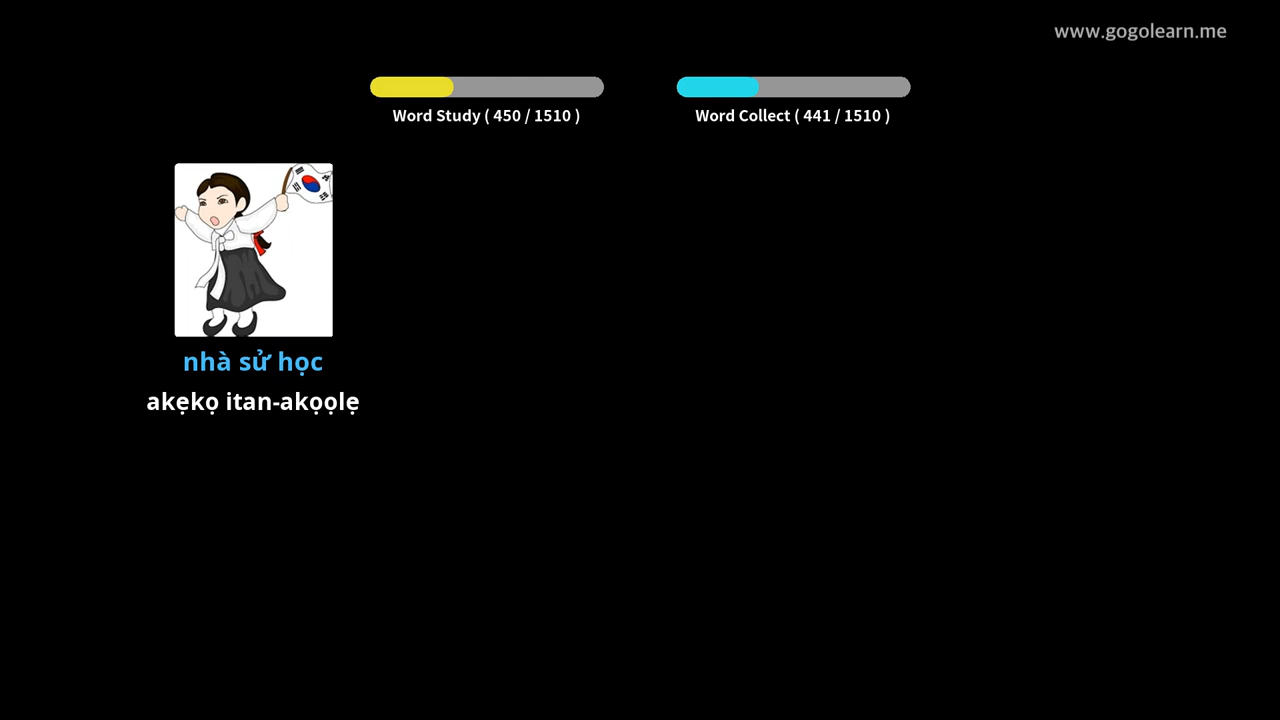 www.gogolearn.me
Word Study ( 450 / 1510 )
Word Collect ( 441 / 1510 )
nhà sử học
akẹkọ itan-akọọlẹ